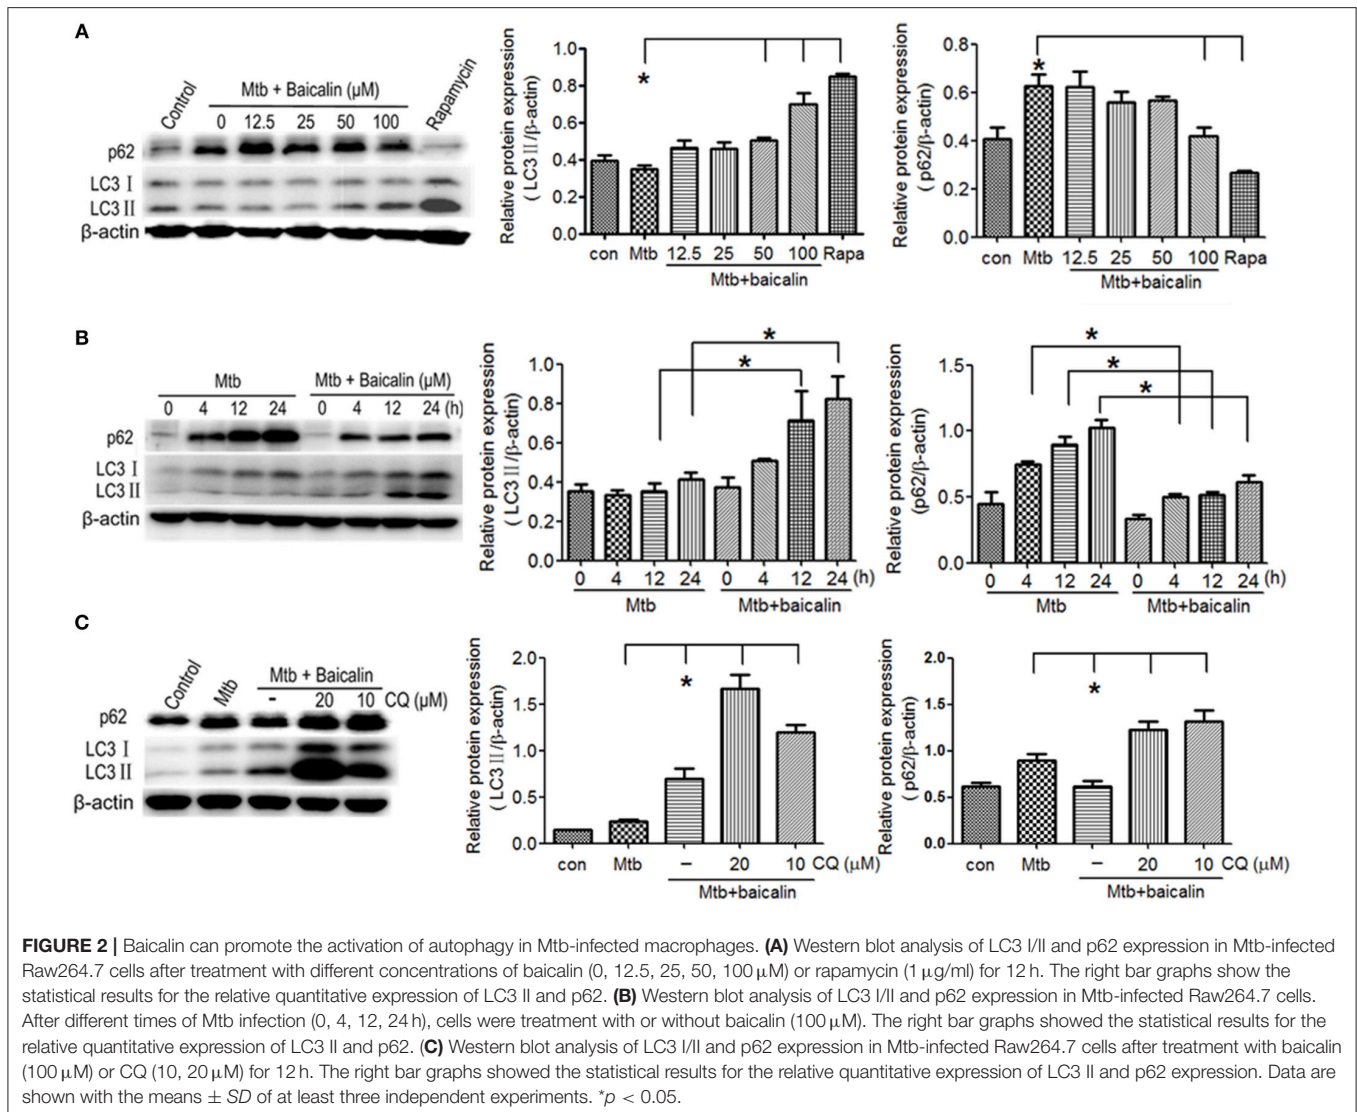 A
Control
Mtb + Baicalin (μM)
Rapamycin
0 12.5 25 50 100
p62
LC3 Ⅰ
LC3 Ⅱ
β-actin
Relative protein expression
( LC3 Ⅱ/β-actin)
1.0
0.8
0.6
0.4
0.2
0.0
*
con Mtb 12.5 25 50 100 Rapa
Mtb+baicalin
Relative protein expression
( p62/β-actin)
0.8
0.6
0.4
0.2
0.0
*
con Mtb 12.5 25 50 100 Rapa
Mtb+baicalin
B
Mtb Mtb + Baicalin (μM)
0 4 12 24 0 4 12 24 (h)
p62
LC3 Ⅰ
LC3 Ⅱ
β-actin
Relative protein expression
( LC3 Ⅱ/β-actin)
1.0
0.8
0.6
0.4
0.2
0.0
*
*
0 4 12 24 0 4 12 24 (h)
Mtb Mtb+baicalin
Relative protein expression
(p62/β-actin)
1.5
1.0
0.5
0.0
*
*
*
0 4 12 24 0 4 12 24 (h)
Mtb Mtb+baicalin
C
Control
Mtb
Mtb + Baicalin
– 20 10 CQ (μM)
p62
LC3 Ⅰ
LC3 Ⅱ
β-actin
Relative protein expression
( LC3 Ⅱ/β-actin)
2.0
1.5
1.0
0.5
0.0
*
con Mtb – 20 10 CQ (μM)
Mtb+baicalin
Relative protein expression
( p62/β-actin)
2.0
1.5
1.0
0.5
0.0
*
con Mtb – 20 10 CQ (μM)
Mtb+baicalin
FIGURE 2 | Baicalin can promote the activation of autophagy in Mtb-infected macrophages. (A) Western blot analysis of LC3 I/II and p62 expression in Mtb-infected
Raw264.7 cells after treatment with different concentrations of baicalin (0, 12.5, 25, 50, 100 μM) or rapamycin (1 μg/ml) for 12 h. The right bar graphs show the
statistical results for the relative quantitative expression of LC3 II and p62. (B) Western blot analysis of LC3 I/II and p62 expression in Mtb-infected Raw264.7 cells.
After different times of Mtb infection (0, 4, 12, 24 h), cells were treatment with or without baicalin (100 μM). The right bar graphs showed the statistical results for the
relative quantitative expression of LC3 II and p62. (C) Western blot analysis of LC3 I/II and p62 expression in Mtb-infected Raw264.7 cells after treatment with baicalin
(100 μM) or CQ (10, 20 μM) for 12 h. The right bar graphs showed the statistical results for the relative quantitative expression of LC3 II and p62 expression. Data are
shown with the means ± SD of at least three independent experiments. *p < 0.05.